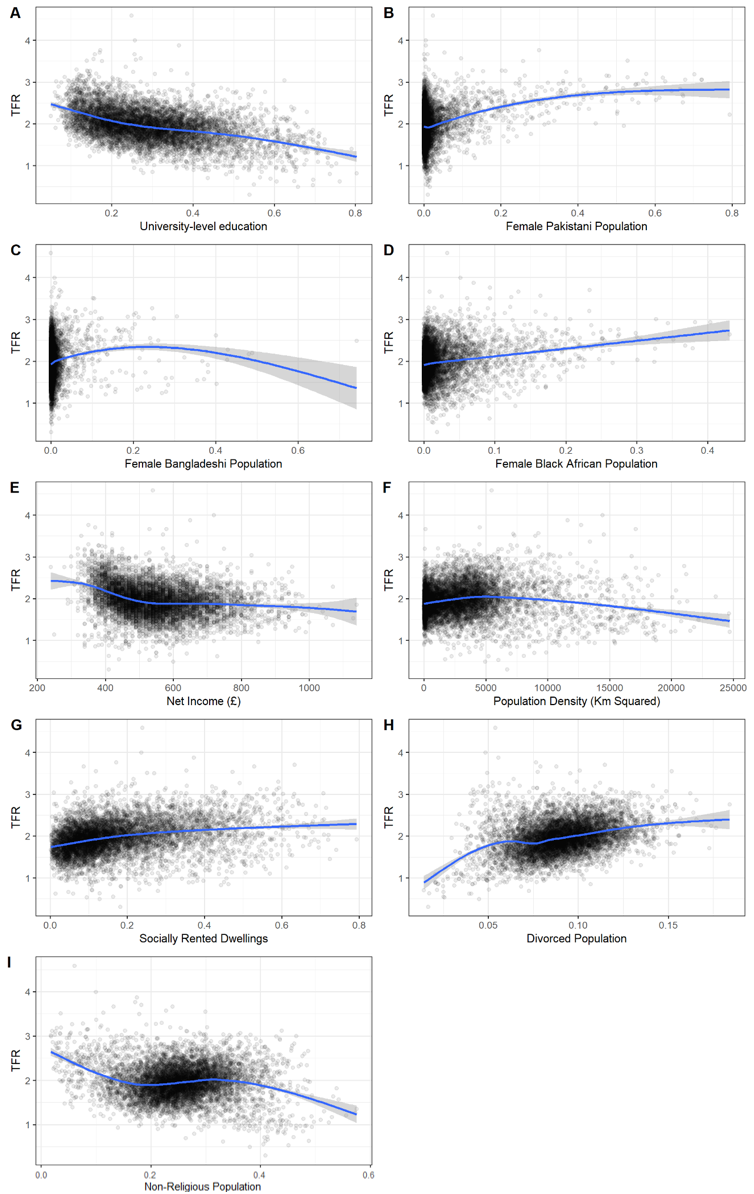 A
B
TFR
4
3
2
1
0.2
0.4
0.6
0.8
University-level education
TFR
4
3
2
1
0.0
0.2
0.4
0.6
0.8
Female Pakistani Population
C
D
TFR
4
3
2
1
0.0
0.2
0.4
0.6
Female Bangladeshi Population
TFR
4
3
2
1
0.0
0.1
0.2
0.3
0.4
Female Black African Population
E
F
TFR
4
3
2
1
200
400
600
800
1000
Net Income (£)
TFR
4
3
2
1
0
5000
10000
15000
20000
25000
Population Density (Km Squared)
G
H
TFR
4
3
2
1
0.0
0.2
0.4
0.6
0.8
Socially Rented Dwellings
TFR
4
3
2
1
0.05
0.10
0.15
Divorced Population
I
TFR
4
3
2
1
0.0
0.2
0.4
0.6
Non-Religious Population